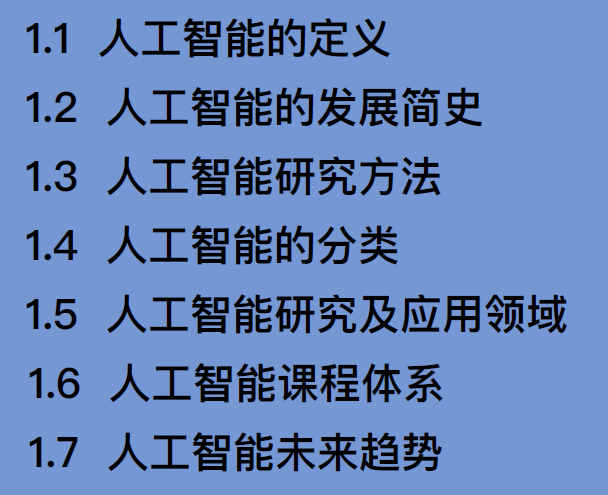 1.1 人工智能的定义
1.2 人工智能的发展简史
1.3 人工智能研究方法
1.4 人工智能的分类
1.5 人工智能研究及应用领域
1.6 人工智能课程体系
1.7 人工智能未来趋势